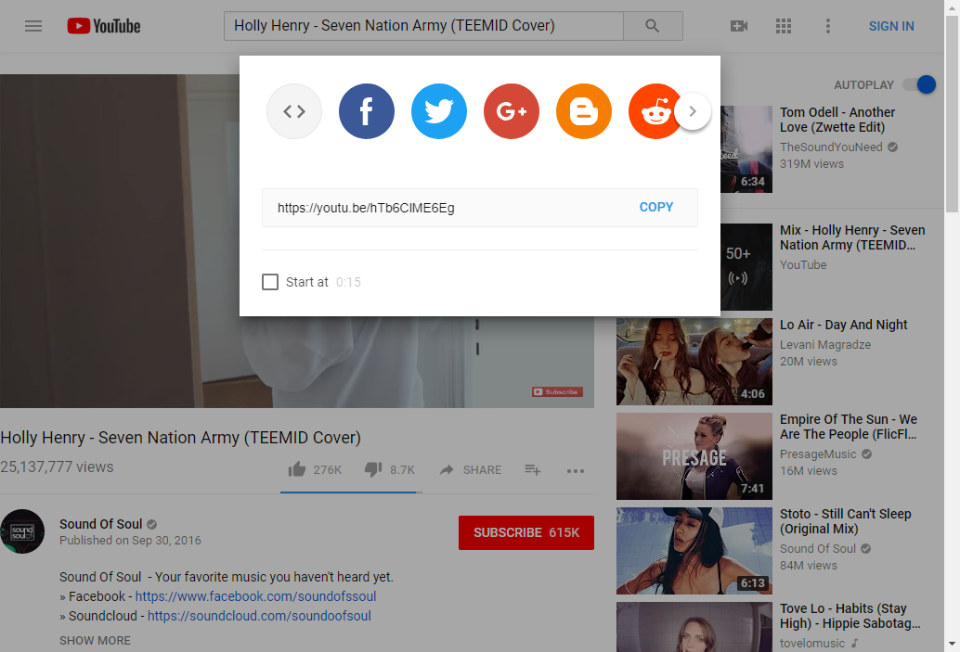 YouTube
Holly Henry - Seven Nation Army (TEEMID Cover)
SIGN IN
https://youtu.be/hTb6ClME6Eg
COPY
Start at 0:15
Subscribe
Holly Henry - Seven Nation Army (TEEMID Cover)
25,137,777 views
276K
8.7K
SHARE
sound
soul of
Sound Of Soul
Published on Sep 30, 2016
SUBSCRIBE 615K
Sound Of Soul - Your favorite music you haven't heard yet.
» Facebook - https://www.facebook.com/soundofssoul
» Soundcloud - https://soundcloud.com/soundoofsoul
SHOW MORE
AUTOPLAY
6:34
Tom Odell - Another
Love (Zwette Edit)
TheSoundYouNeed
319M views
50+
Mix - Holly Henry - Seven
Nation Army (TEEMID...
YouTube
4:06
Lo Air - Day And Night
Levani Magradze
20M views
PRESAGE
7:41
Empire Of The Sun - We
Are The People (FlicFl...
PresageMusic
16M views
6:13
Stoto - Still Can't Sleep
(Original Mix)
Sound Of Soul
84M views
Tove Lo - Habits (Stay
High) - Hippie Sabotag...
tovelomusic